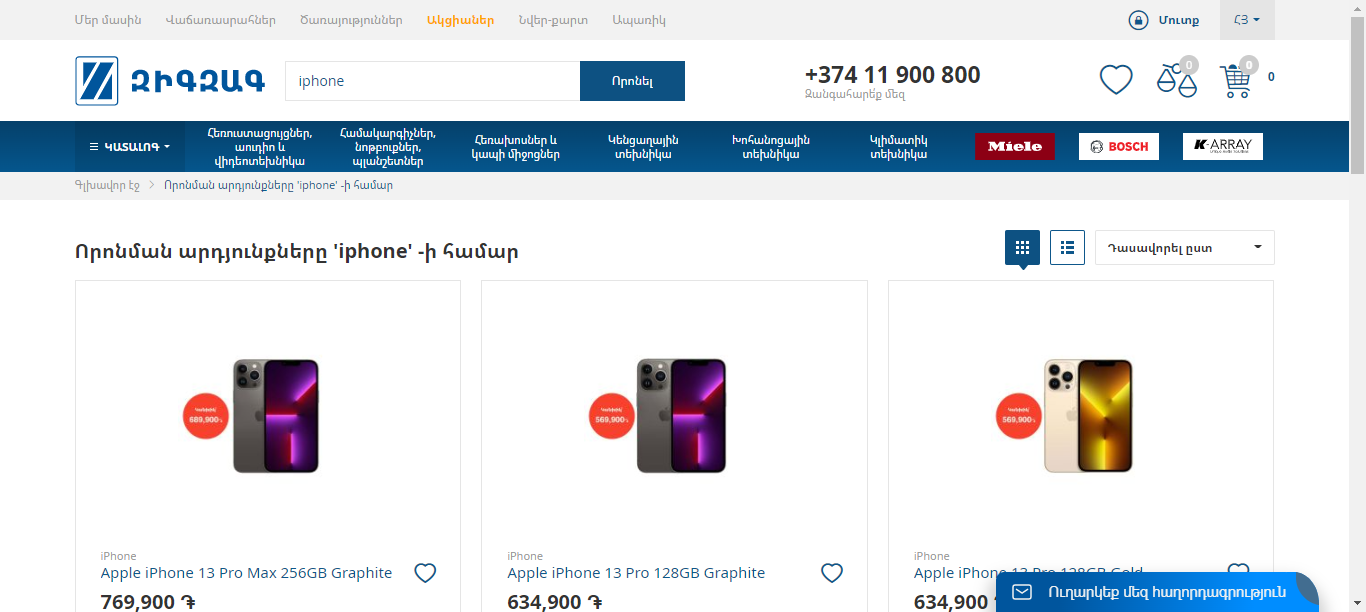 Մեր մասին Վաճառասրահներ Ծառայություններ Ակցիաներ Նվեր-քարտ Ապառիկ Մուտք ՀՅ
ԶԻԳԶԱԳ iphone Որոնել +374 11 900 800 0 0 0
Զանգահարե՛ք մեզ
ԿԱՏԱԼՈԳ
Հեռուստացույցներ,
աուդիո և
վիդեոտեխնիկա
Համակարգիչներ,
նոթբուքներ,
պլանշետներ
Հեռախոսներ և
կապի միջոցներ
Կենցաղային
տեխնիկա
Խոհանոցային
տեխնիկա
Կլիմատիկ
տեխնիկա
Miele
BOSCH
K-ARRAY
Գլխավոր էջ > Որոնման արդյունքները 'iphone' -ի համար
Որոնման արդյունքները 'iphone' -ի համար
Դասավորել ըստ
689,900֏
569,900֏
569,900֏
iPhone
Apple iPhone 13 Pro Max 256GB Graphite
769,900 ֏
iPhone
Apple iPhone 13 Pro 128GB Graphite
634,900 ֏
iPhone
Apple iPhone 13 Pro 128GB Gold
634,900
Ուղարկեք մեզ հաղորդագրություն